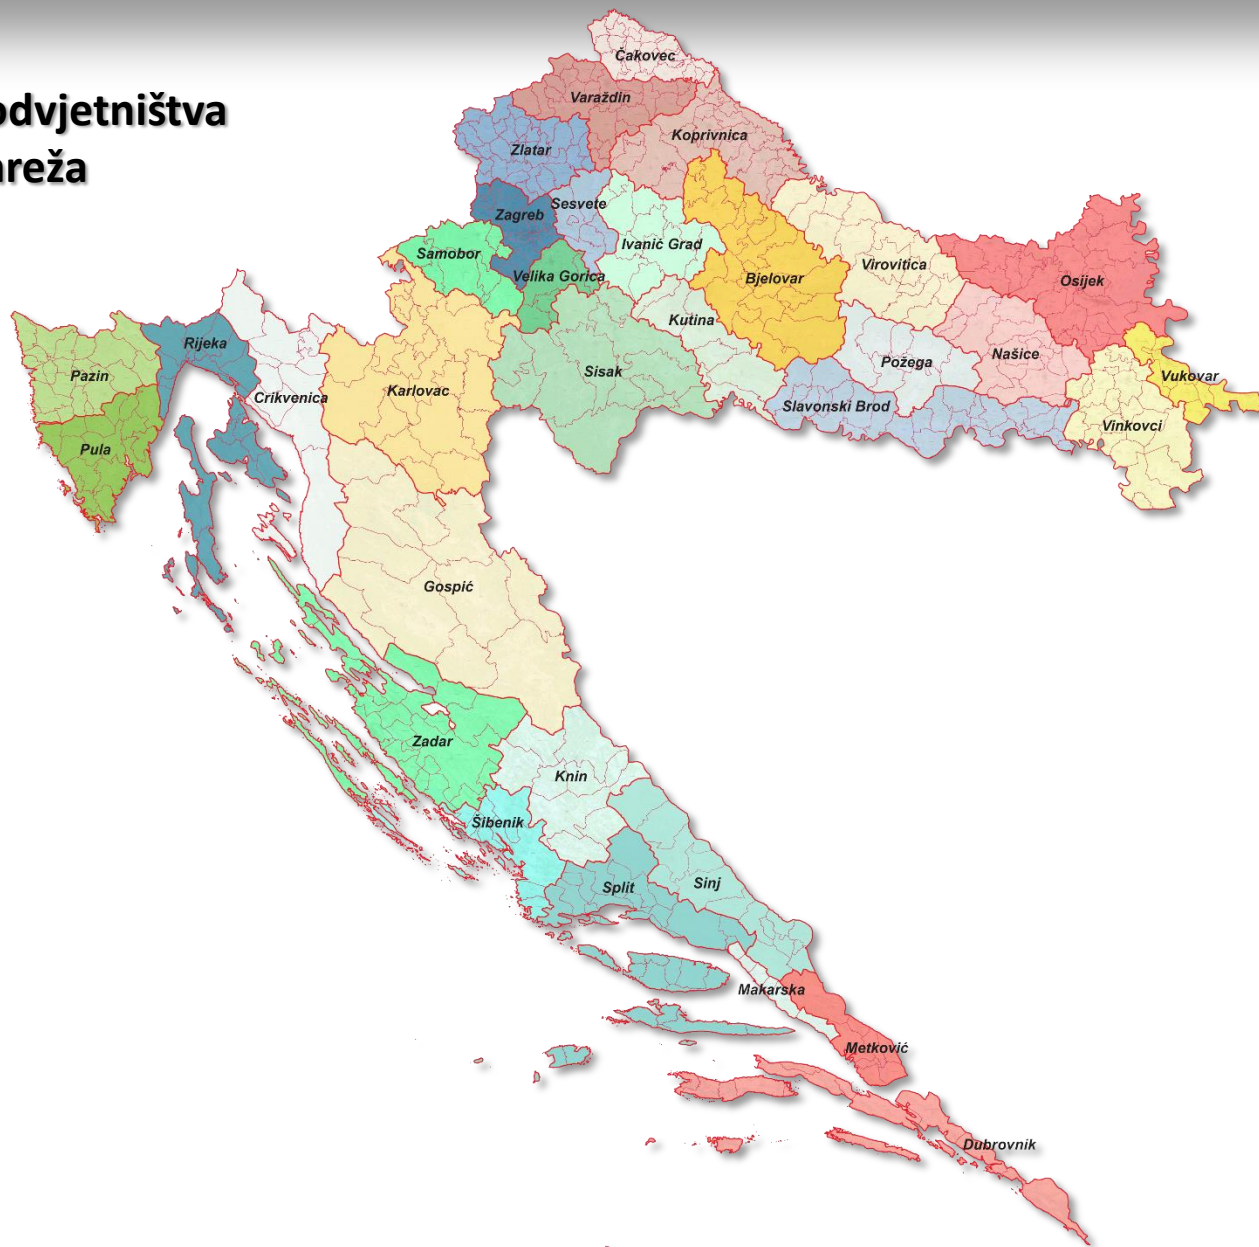 odvjetništva
reža
Čakovec
Varaždin
Koprivnica
Zlatar
Sesvete
Zagreb
Ivanić Grad
Samobor
Velika Gorica
Bjelovar
Virovitica
Osijek
Kutina
Rijeka
Našice
Požega
Sisak
Pazin
Vukovar
Karlovac
Crikvenica
Slavonski Brod
Vinkovci
Pula
Gospić
Zadar
Knin
Šibenik
Sinj
Split
Makarska
Metković
Dubrovnik